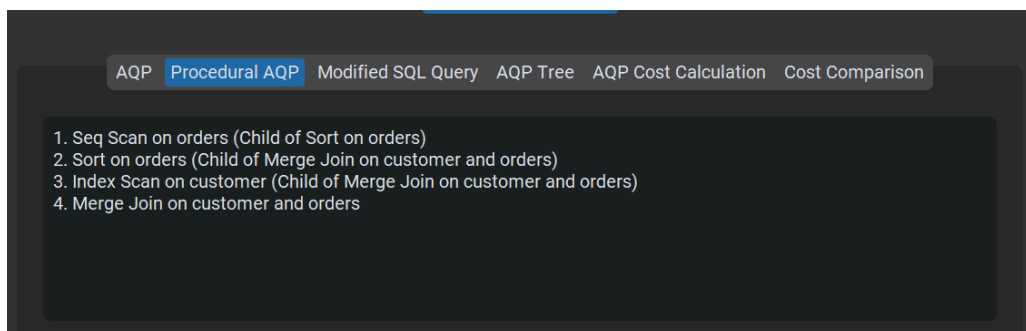 AQP Procedural AQP Modified SQL Query AQP Tree AQP Cost Calculation Cost Comparison
1. Seq Scan on orders (Child of Sort on orders)
2. Sort on orders (Child of Merge Join on customer and orders)
3. Index Scan on customer (Child of Merge Join on customer and orders)
4. Merge Join on customer and orders